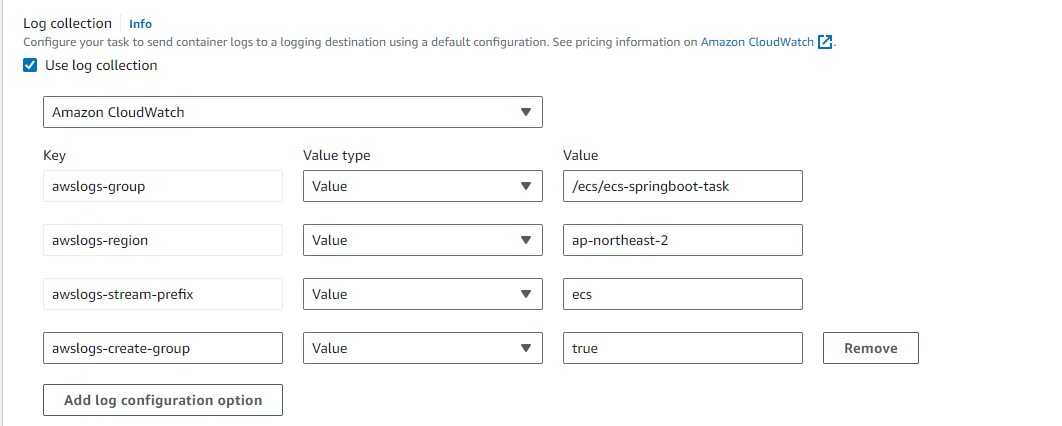 Log collection Info
Configure your task to send container logs to a logging destination using a default configuration. See pricing information on Amazon CloudWatch.
Use log collection
Amazon CloudWatch
Key Value type Value
awslogs-group Value /ecs/ecs-springboot-task
awslogs-region Value ap-northeast-2
awslogs-stream-prefix Value ecs
awslogs-create-group Value true Remove
Add log configuration option